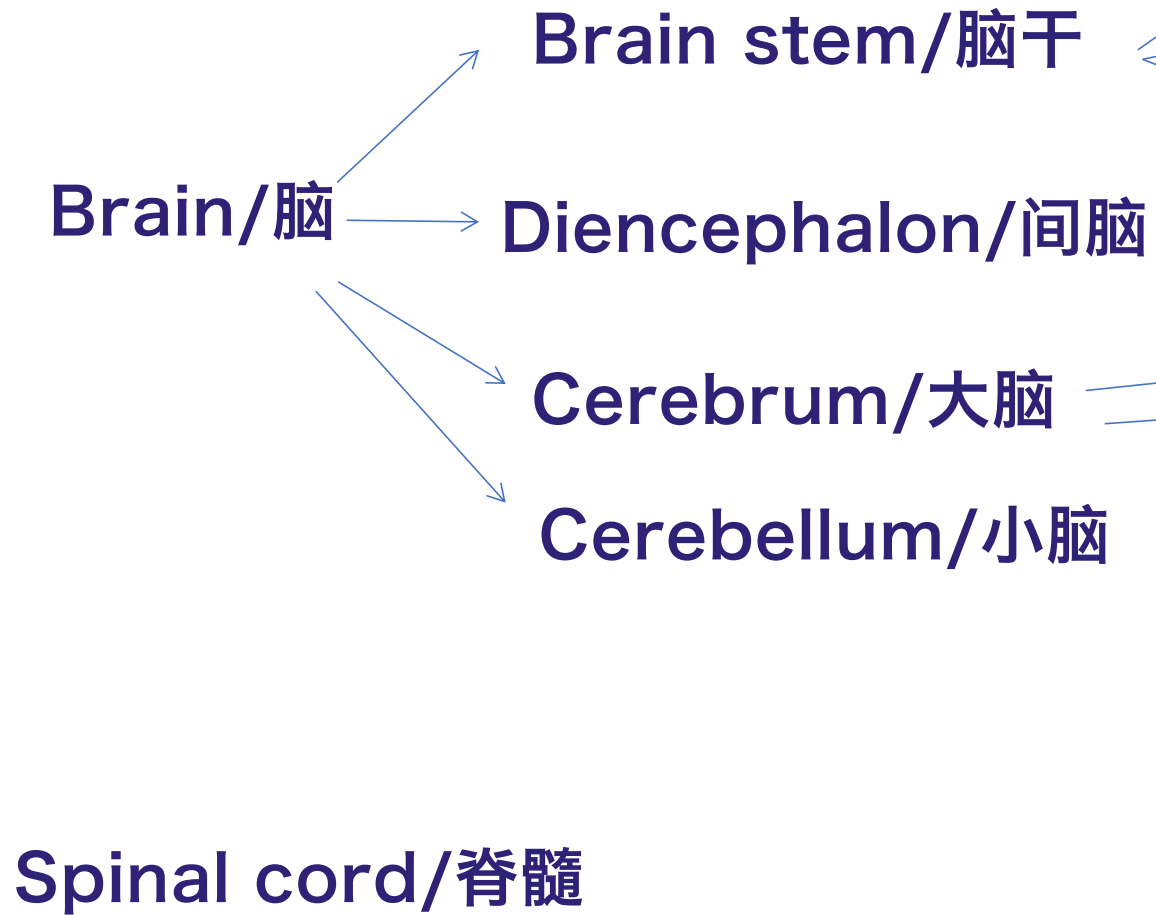 Brain stem/脑干
Brain/脑
Diencephalon/间脑
Cerebrum/大脑
Cerebellum/小脑
Spinal cord/脊髓